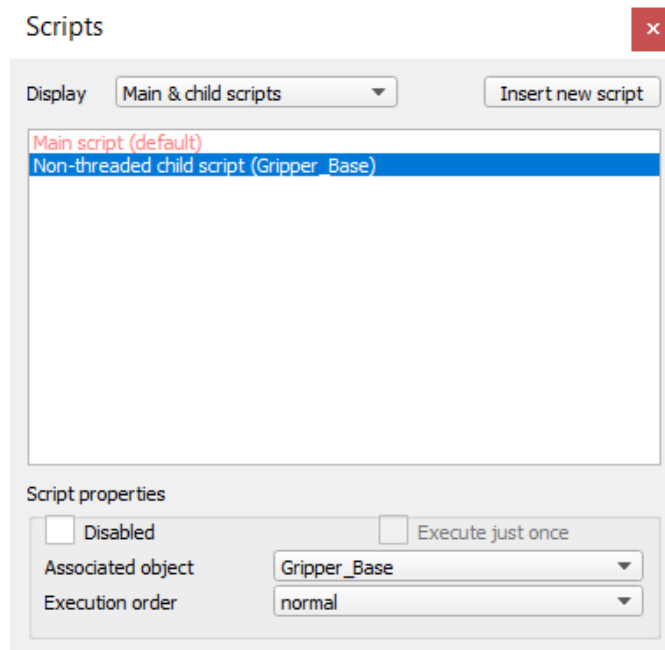 Scripts
Display Main & child scripts Insert new script
Main script (default)
Non-threaded child script (Gripper_Base)
Script properties
Disabled Execute just once
Associated object Gripper_Base
Execution order normal